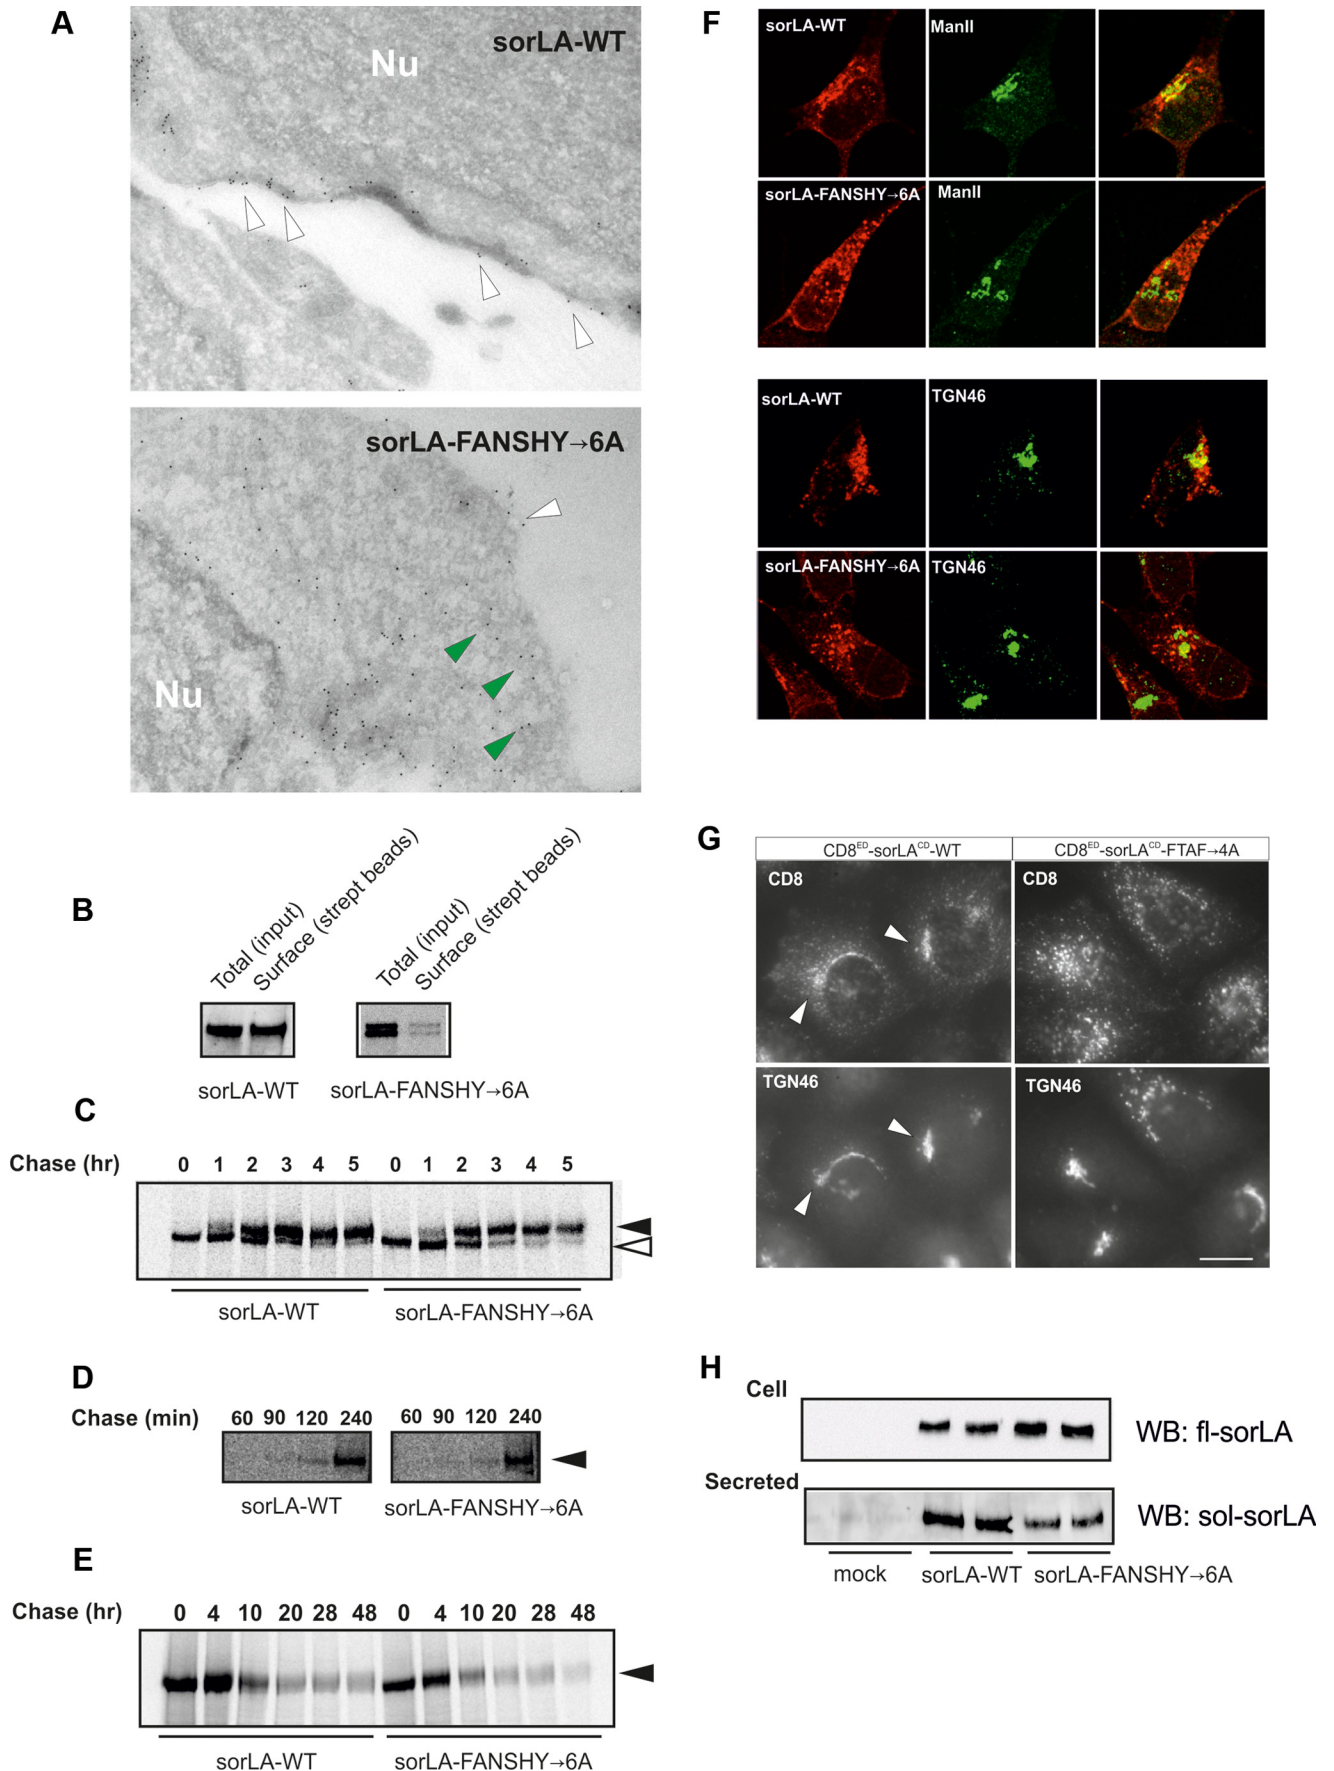 A
sorLA-WT
Nu
sorLA-FANSHY→6A
Nu
B
Total (input)
Surface (strept beads)
Total (input)
Surface (strept beads)
sorLA-WT
sorLA-FANSHY→6A
C
Chase (hr) 0 1 2 3 4 5 0 1 2 3 4 5
sorLA-WT
sorLA-FANSHY→6A
D
Chase (min) 60 90 120 240 60 90 120 240
sorLA-WT
sorLA-FANSHY→6A
E
Chase (hr) 0 4 10 20 28 48 0 4 10 20 28 48
sorLA-WT
sorLA-FANSHY→6A
F
sorLA-WT
ManII
sorLA-FANSHY→6A
ManII
sorLA-WT
TGN46
sorLA-FANSHY→6A
TGN46
G
CD8ED-sorLACD-WT
CD8ED-sorLACD-FTAF→4A
CD8
CD8
TGN46
TGN46
H
Cell
WB: fl-sorLA
Secreted
WB: sol-sorLA
mock
sorLA-WT
sorLA-FANSHY→6A